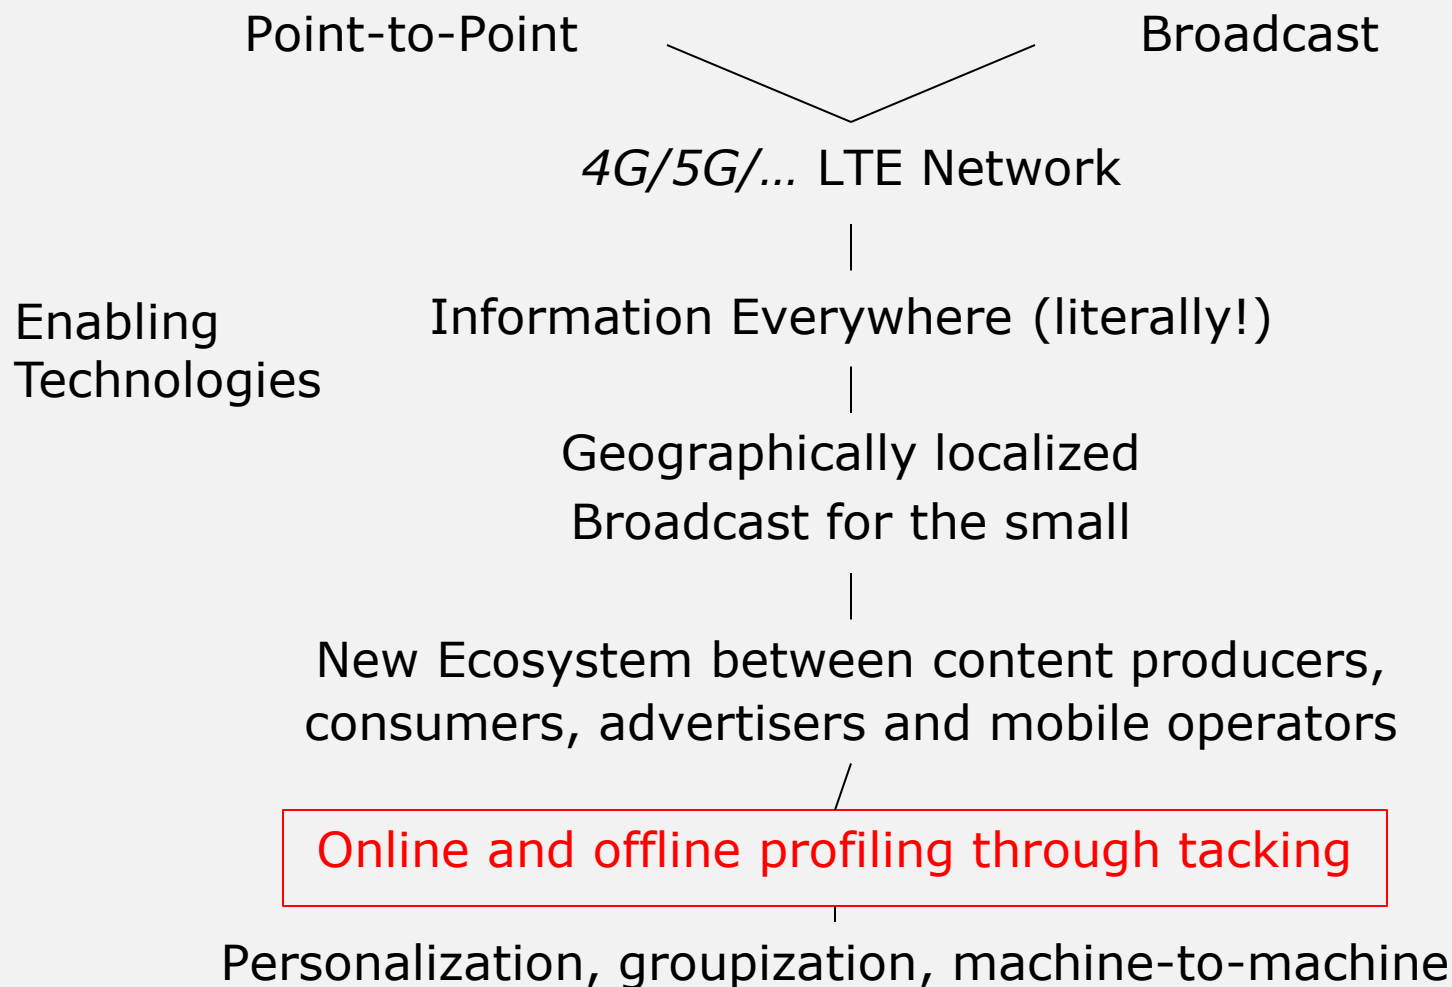 Point-to-Point
Broadcast
4G/5G/… LTE Network
Enabling
Technologies
Information Everywhere (literally!)
Geographically localized
Broadcast for the small
New Ecosystem between content producers,
consumers, advertisers and mobile operators
Online and offline profiling through tacking
Personalization, groupization, machine-to-machine